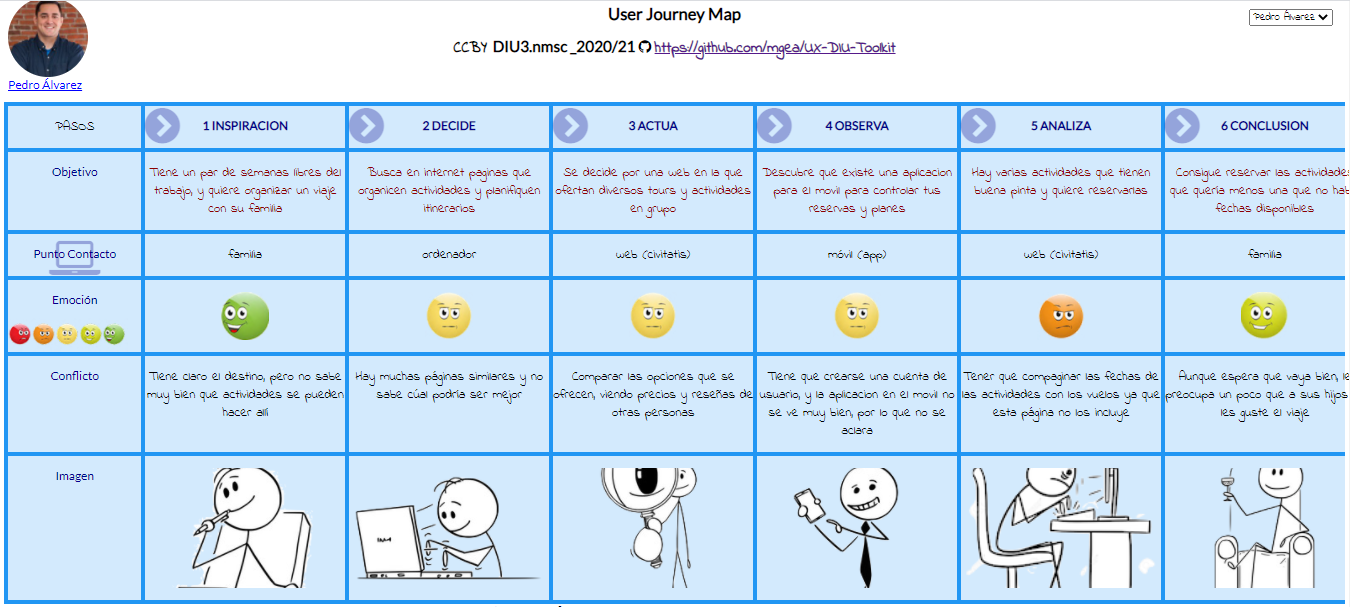 User Journey Map
Pedro Álvarez
CCBY DIU3.nmsc _2020/21 https://github.com/mgea/UX-DIU-Toolkit
Pedro Álvarez
PASOS
1 INSPIRACION
2 DECIDE
3 ACTUA
4 OBSERVA
5 ANALIZA
6 CONCLUSION
Objetivo
Tiene un par de semanas libres del
trabajo, y quiere organizar un viaje
con su familia
Busca en internet paginas que
organicen actividades y planifiquen
itinerarios
Se decide por una web en la que
ofertan diversos tours y actividades
en grupo
Descubre que existe una aplicacion
para el movil para controlar tus
reservas y planes
Hay varias actividades que tienen
buena pinta y quiere reservarlas
Consigue reservar las actividades
que quería menos una que no hab
fechas disponibles
Punto Contacto
familia
ordenador
web (civitatis)
móvil (app)
web (civitatis)
familia
Emoción
Conflicto
Tiene claro el destino, pero no sabe
muy bien que actividades se pueden
hacer allí
Hay muchas páginas similares y no
sabe cúal podría ser mejor
Comparar las opciones que se
ofrecen, viendo precios y reseñas de
otras personas
Tiene que crearse una cuenta de
usuario, y la aplicacion en el movil no
se ve muy bien, por lo que no se
aclara
Tener que compaginar las fechas de
las actividades con los vuelos ya que
esta página no los incluye
Aunque espera que vaya bien, le
preocupa un poco que a sus hijos
les guste el viaje
Imagen